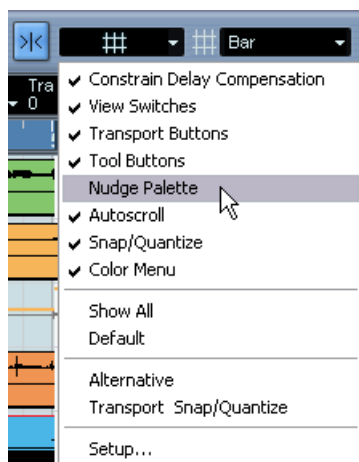 Bar
Tra
0
Constrain Delay Compensation
View Switches
Transport Buttons
Tool Buttons
Nudge Palette
Autoscroll
Snap/Quantize
Color Menu
Show All
Default
Alternative
Transport Snap/Quantize
Setup...